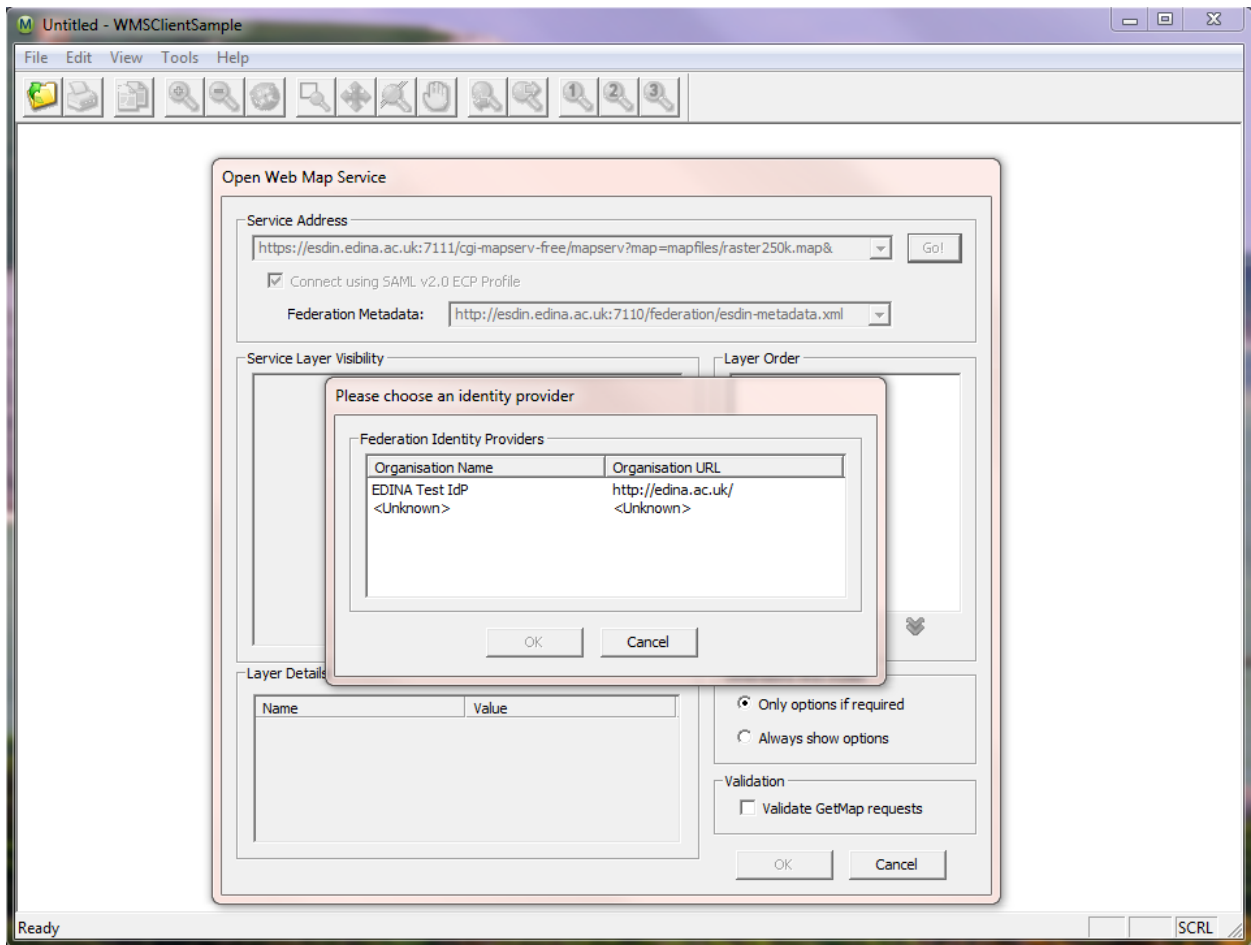 Untitled - WMSClientSample
File Edit View Tools Help
1 2 3
Open Web Map Service
Service Address
https://esdin.edina.ac.uk:7111/cgi-mapserv-free/mapserv?map=mapfiles/raster250k.map& Go!
Connect using SAML v2.0 ECP Profile
Federation Metadata: http://esdin.edina.ac.uk:7110/federation/esdin-metadata.xml
Service Layer Visibility Layer Order
Please choose an identity provider
Federation Identity Providers
Organisation Name Organisation URL
EDINA Test IdP http://edina.ac.uk/
<Unknown> <Unknown>
OK Cancel
Layer Details
Name Value
Only options if required
Always show options
Validation
Validate GetMap requests
OK Cancel
Ready SCRL